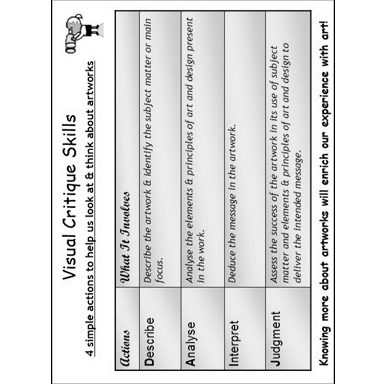 Visual Critique Skills
4 simple actions to help us look at & think about artworks
Actions What It Involves
Describe Describe the artwork & identify the subject matter or main
focus.
Analyse Analyse the elements & principles of art and design present
in the work.
Interpret Deduce the message in the artwork.
Judgment Assess the success of the artwork in its use of subject
matter and elements & principles of art and design to
deliver the intended message.
Knowing more about artworks will enrich our experience with art!